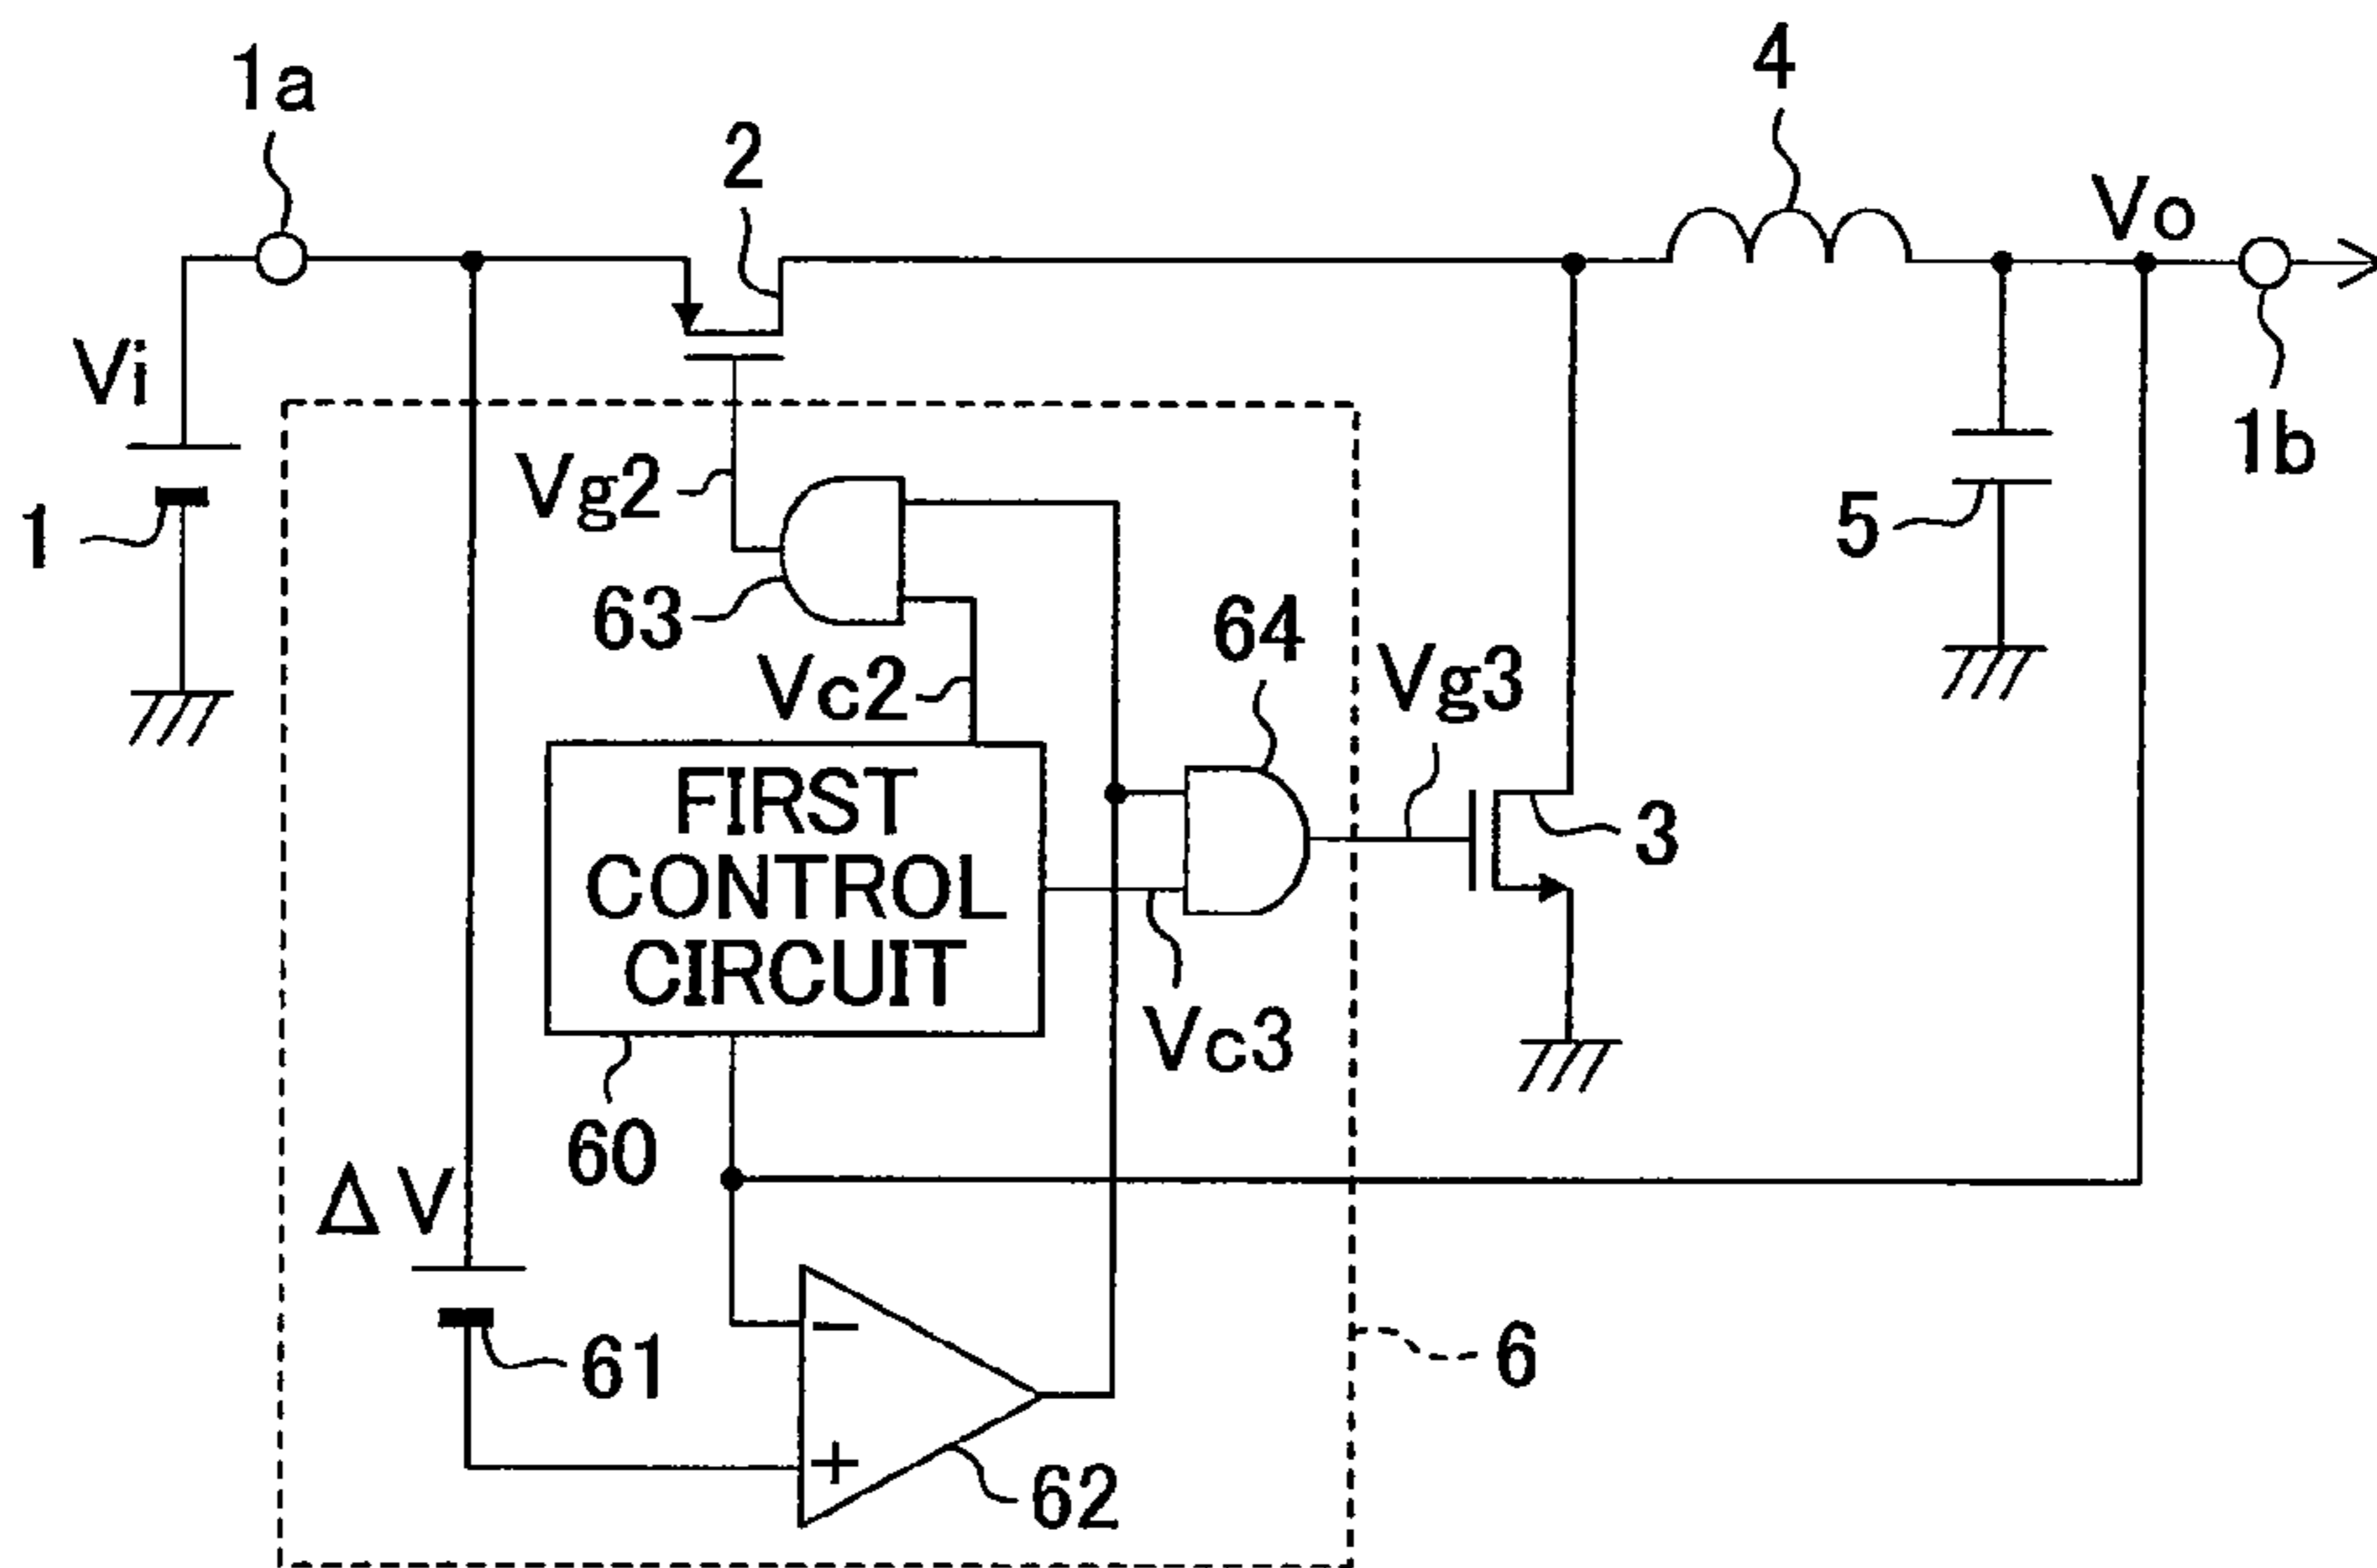 1a
2
4
Vo
Vi
1b
Vg2
1
5
63
64
Vg3
Vc2
FIRST
CONTROL
CIRCUIT
3
Vc3
60
ΔV
61
−
+
6
62